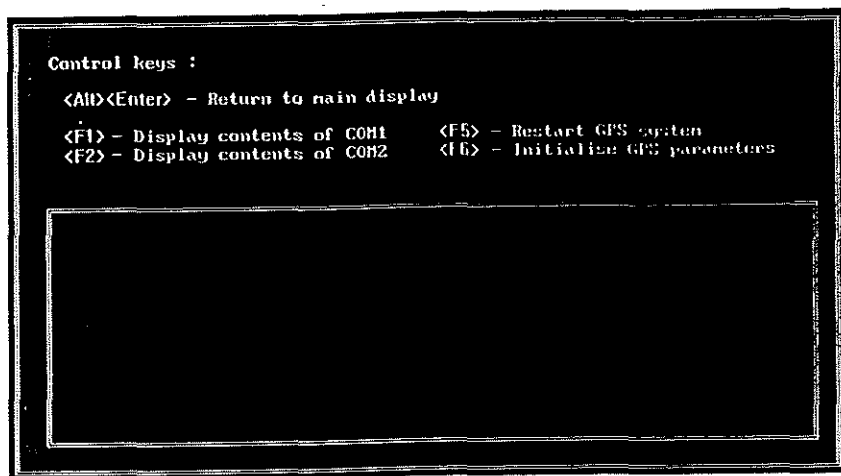 Control keys :
<Alt><Enter> - Return to main display
<F1> - Display contents of COM1 <F5> - Restart GPS system
<F2> - Display contents of COM2 <F6> - Initialise GPS parameters